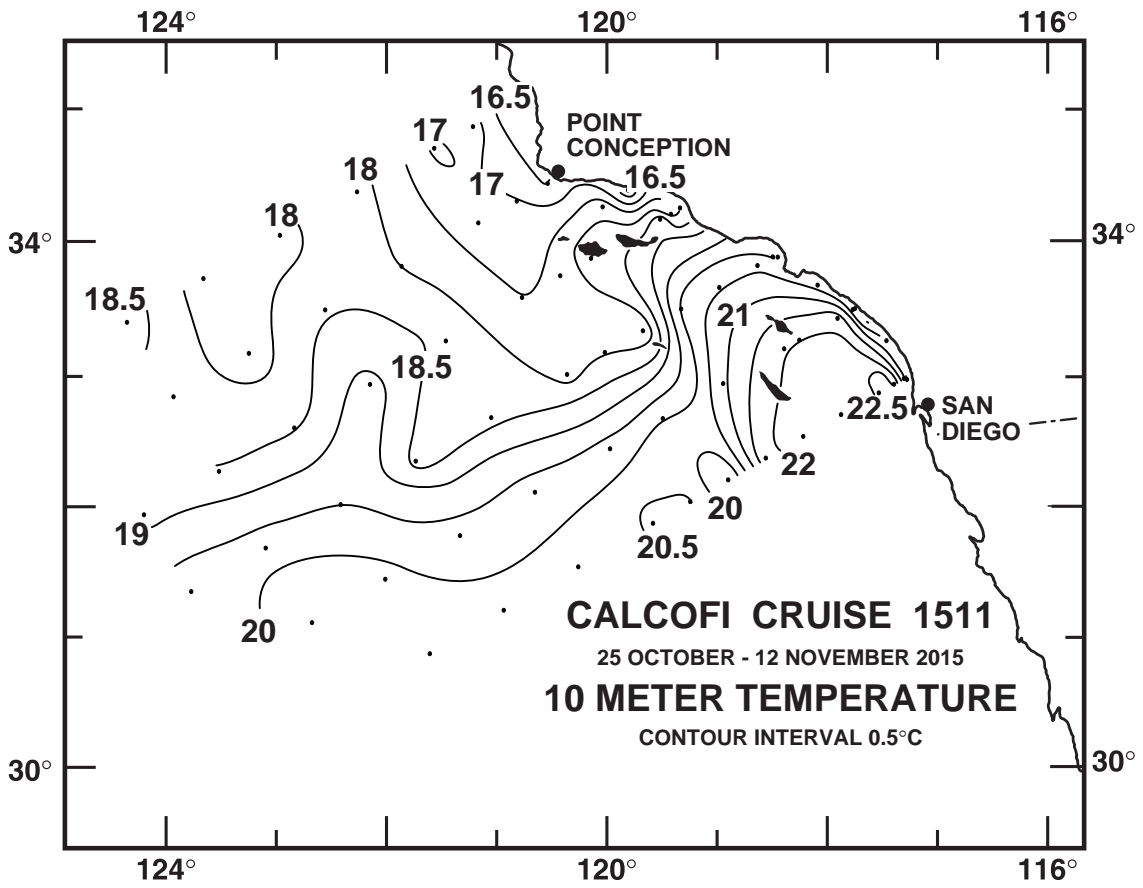 124° 120° 116°
16.5
POINT
CONCEPTION
17
18
17
16.5
18
34°
34°
18.5
21
18.5
22.5
SAN
DIEGO
22
20
19
20.5
20
CALCOFI CRUISE 1511
25 OCTOBER - 12 NOVEMBER 2015
10 METER TEMPERATURE
CONTOUR INTERVAL 0.5°C
30°
30°
124° 120° 116°